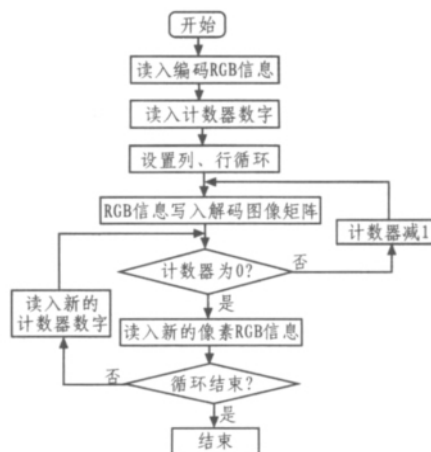 开始
读入编码RGB信息
读入计数器数字
设置列、行循环
RGB信息写入解码图像矩阵
计数器减1
计数器为0?
否
是
读入新的
计数器数字
读入新的像素RGB信息
否
循环结束?
是
结束